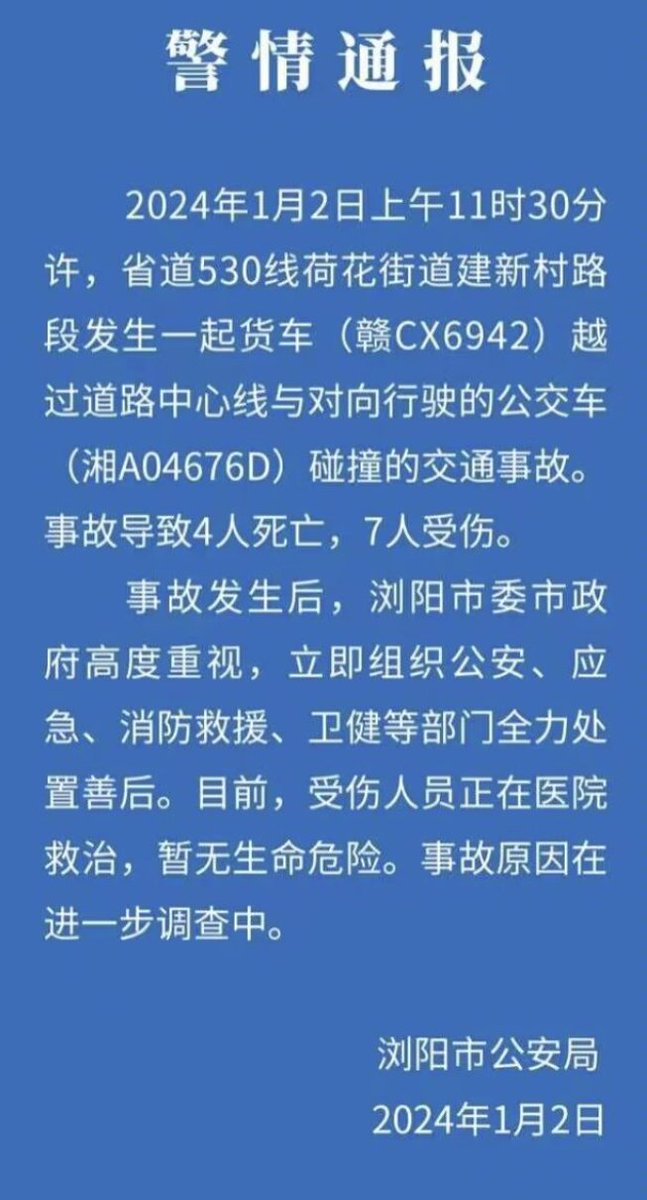 警情通报
2024年1月2日上午11时30分
许，省道530线荷花街道建新村路
段发生一起货车（赣CX6942）越
过道路中心线与对向行驶的公交车
（湘A04676D）碰撞的交通事故。
事故导致4人死亡，7人受伤。
事故发生后，浏阳市委市政
府高度重视，立即组织公安、应
急、消防救援、卫健等部门全力处
置善后。目前，受伤人员正在医院
救治，暂无生命危险。事故原因在
进一步调查中。
浏阳市公安局
2024年1月2日